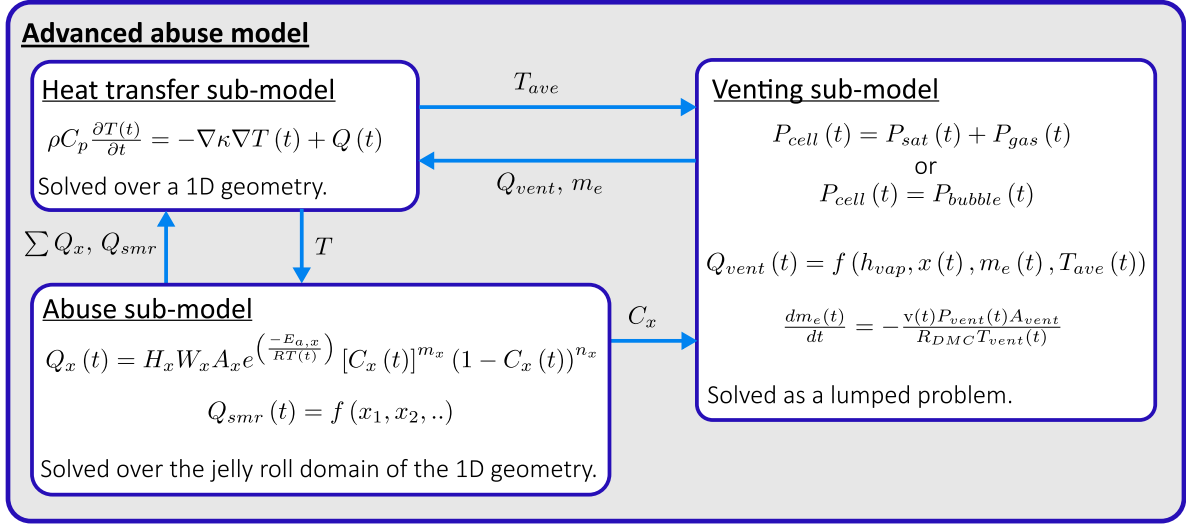 Advanced abuse model
Heat transfer sub-model
ρC_p ∂T(t)/∂t = −∇κ∇T (t) + Q (t)
Solved over a 1D geometry.
T_ave
Q_vent, m_e
∑ Q_x, Q_smr
T
Abuse sub-model
Q_x (t) = H_x W_x A_x e^(−E_{a,x}/RT(t)) [C_x (t)]^{m_x} (1 − C_x (t))^{n_x}
Q_smr (t) = f (x_1, x_2, ..)
Solved over the jelly roll domain of the 1D geometry.
C_x
Venting sub-model
P_cell (t) = P_sat (t) + P_gas (t)
or
P_cell (t) = P_bubble (t)
Q_vent (t) = f (h_vap, x (t) , m_e (t) , T_ave (t))
dm_e(t)/dt = − v(t)P_vent(t)A_vent/R_DMC T_vent(t)
Solved as a lumped problem.